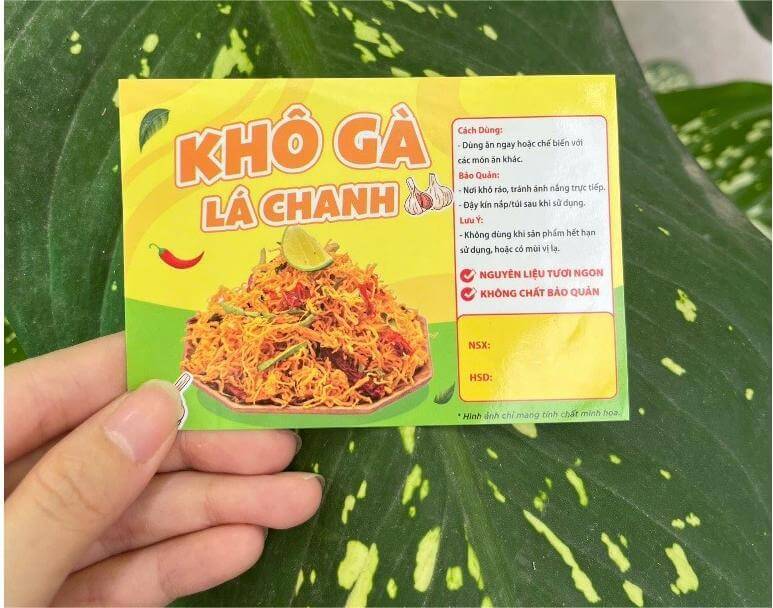 KHÔ GÀ
LÁ CHANH
Cách Dùng:
- Dùng ăn ngay hoặc chế biến với
các món ăn khác.
Bảo Quản:
- Nơi khô ráo, tránh ánh nắng trực tiếp.
- Đậy kín nắp/túi sau khi sử dụng.
Lưu Ý:
- Không dùng khi sản phẩm hết hạn
sử dụng, hoặc có mùi vị lạ.
NGUYÊN LIỆU TƯƠI NGON
KHÔNG CHẤT BẢO QUẢN
NSX:
HSD:
* Hình ảnh chỉ mang tính chất minh họa.